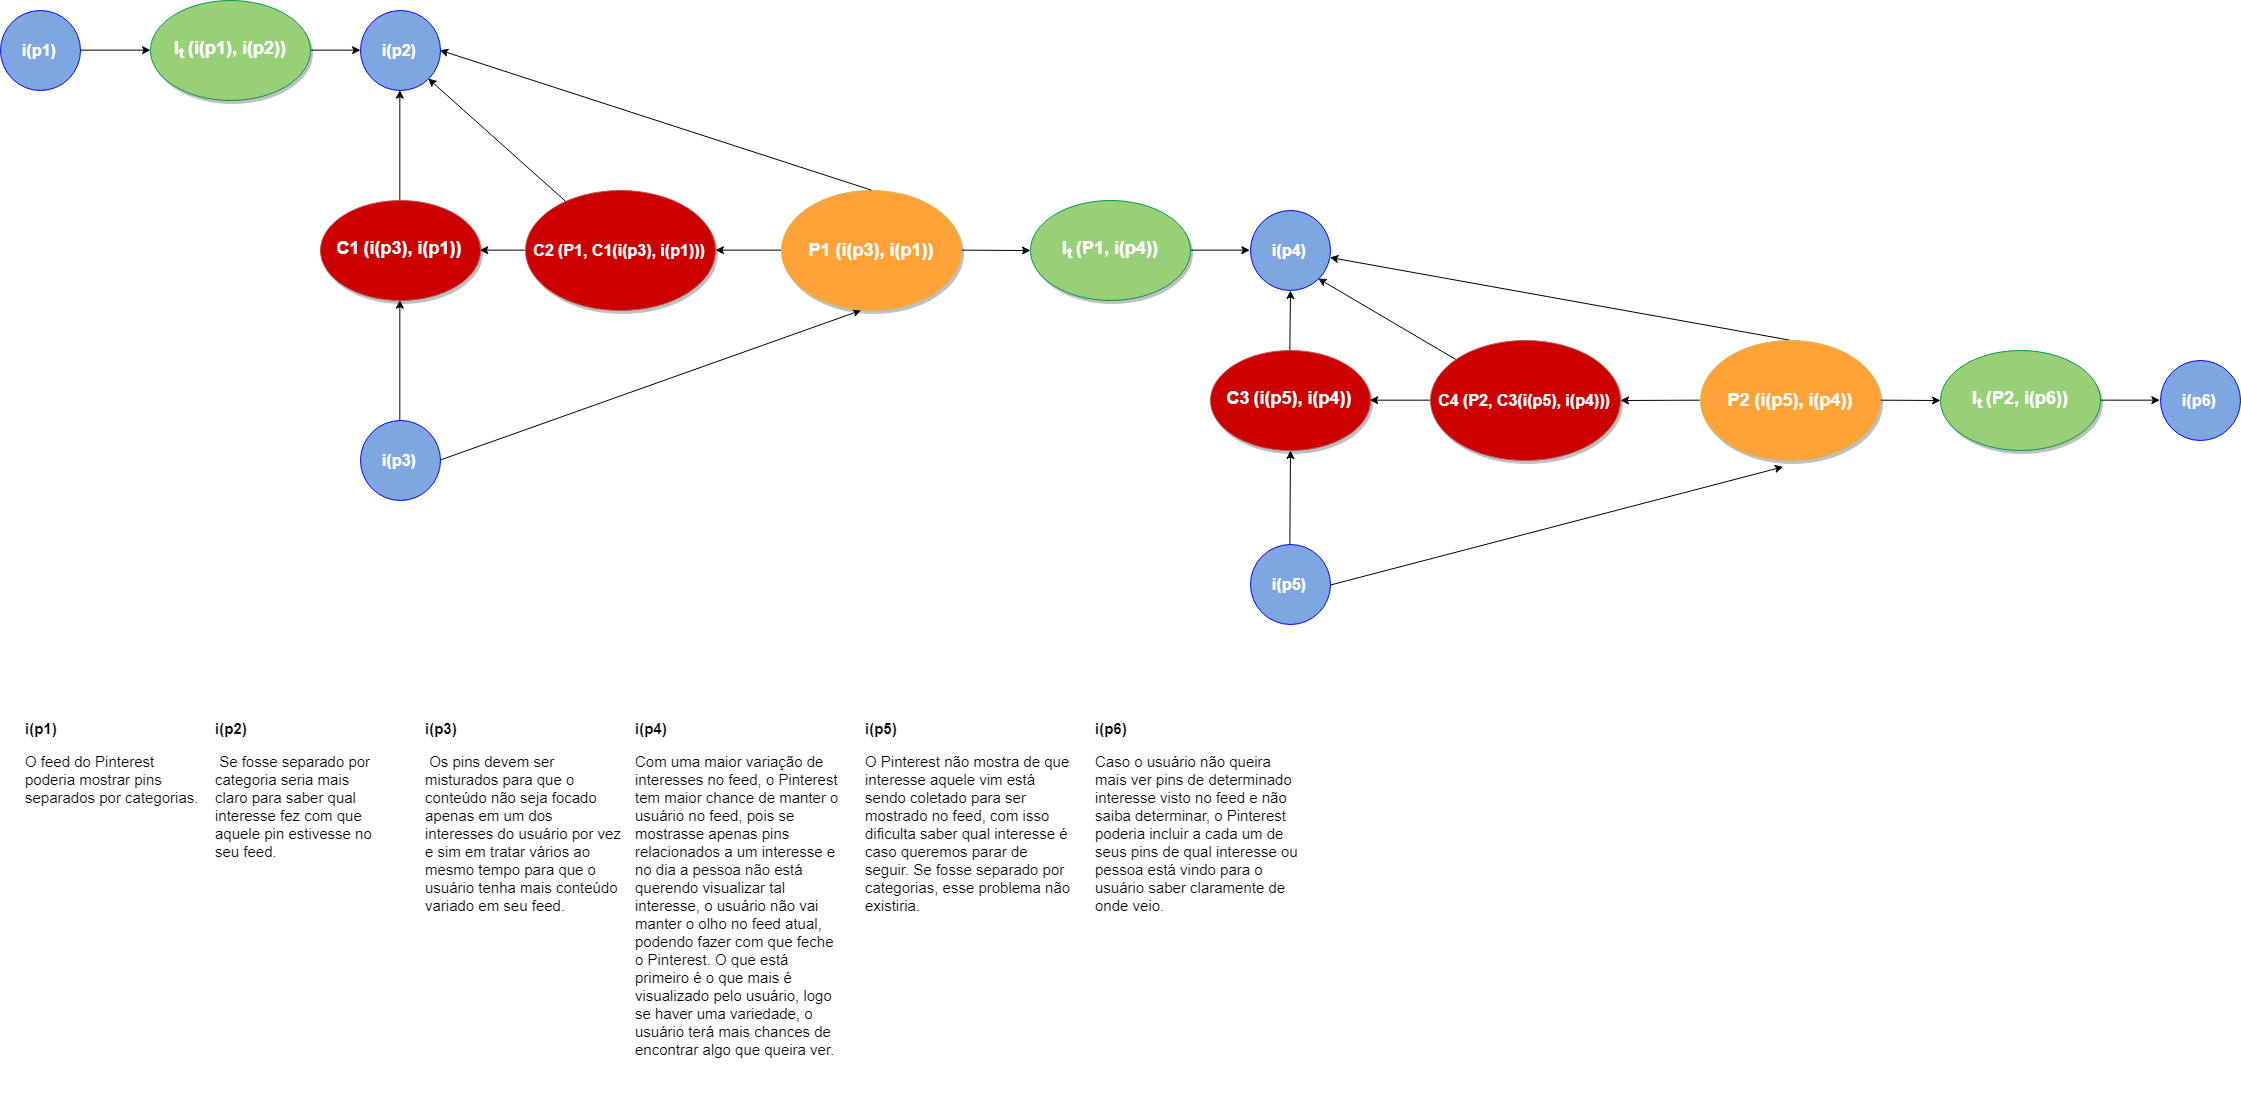 i(p1)
It (i(p1), i(p2))
i(p2)
C1 (i(p3), i(p1))
C2 (P1, C1(i(p3), i(p1)))
P1 (i(p3), i(p1))
It (P1, i(p4))
i(p4)
C3 (i(p5), i(p4))
C4 (P2, C3(i(p5), i(p4)))
P2 (i(p5), i(p4))
It (P2, i(p6))
i(p6)
i(p3)
i(p5)
i(p1)
O feed do Pinterest
poderia mostrar pins
separados por categorias.
i(p2)
Se fosse separado por
categoria seria mais
claro para saber qual
interesse fez com que
aquele pin estivesse no
seu feed.
i(p3)
Os pins devem ser
misturados para que o
conteúdo não seja focado
apenas em um dos
interesses do usuário por vez
e sim em tratar vários ao
mesmo tempo para que o
usuário tenha mais conteúdo
variado em seu feed.
i(p4)
Com uma maior variação de
interesses no feed, o Pinterest
tem maior chance de manter o
usuário no feed, pois se
mostrasse apenas pins
relacionados a um interesse e
no dia a pessoa não está
querendo visualizar tal
interesse, o usuário não vai
manter o olho no feed atual,
podendo fazer com que feche
o Pinterest. O que está
primeiro é o que mais é
visualizado pelo usuário, logo
se haver uma variedade, o
usuário terá mais chances de
encontrar algo que queira ver.
i(p5)
O Pinterest não mostra de que
interesse aquele vim está
sendo coletado para ser
mostrado no feed, com isso
dificulta saber qual interesse é
caso queremos parar de
seguir. Se fosse separado por
categorias, esse problema não
existiria.
i(p6)
Caso o usuário não queira
mais ver pins de determinado
interesse visto no feed e não
saiba determinar, o Pinterest
poderia incluir a cada um de
seus pins de qual interesse ou
pessoa está vindo para o
usuário saber claramente de
onde veio.